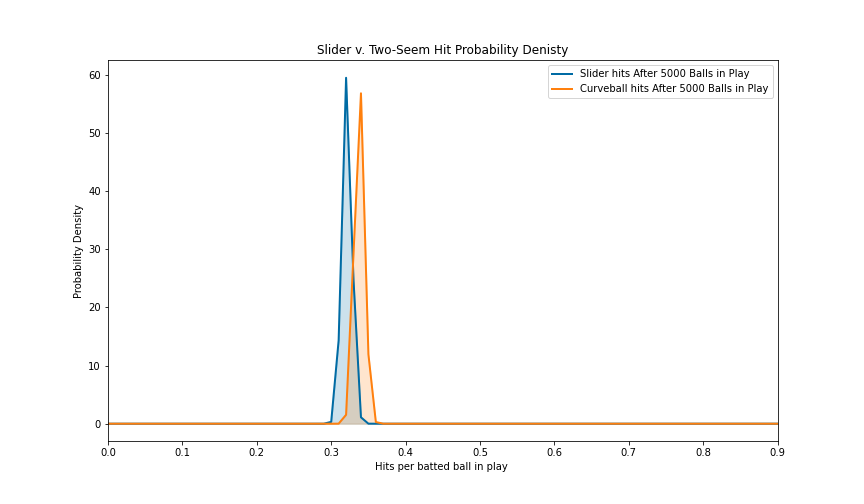 Slider v. Two-Seem Hit Probability Denisty
Slider hits After 5000 Balls in Play
Curveball hits After 5000 Balls in Play
Probability Density
60
50
40
30
20
10
0
0.0 0.1 0.2 0.3 0.4 0.5 0.6 0.7 0.8 0.9
Hits per batted ball in play